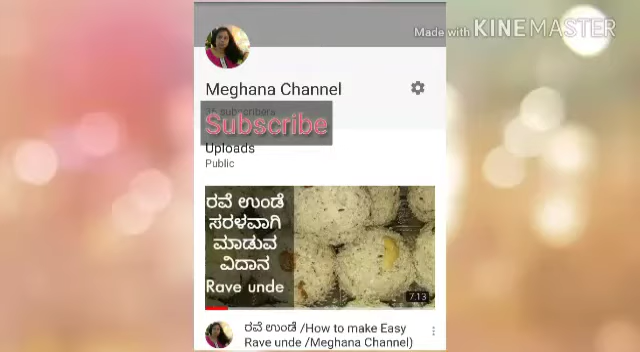 Made with KINEMASTER
Meghana Channel
Subscribe
Uploads
Public
ರವೆ ಉಂಡೆ
ಸರಳವಾಗಿ
ಮಾಡುವ
ವಿದಾನ
Rave unde
7:13
ರವೆ ಉಂಡೆ /How to make Easy
Rave unde /Meghana Channel)